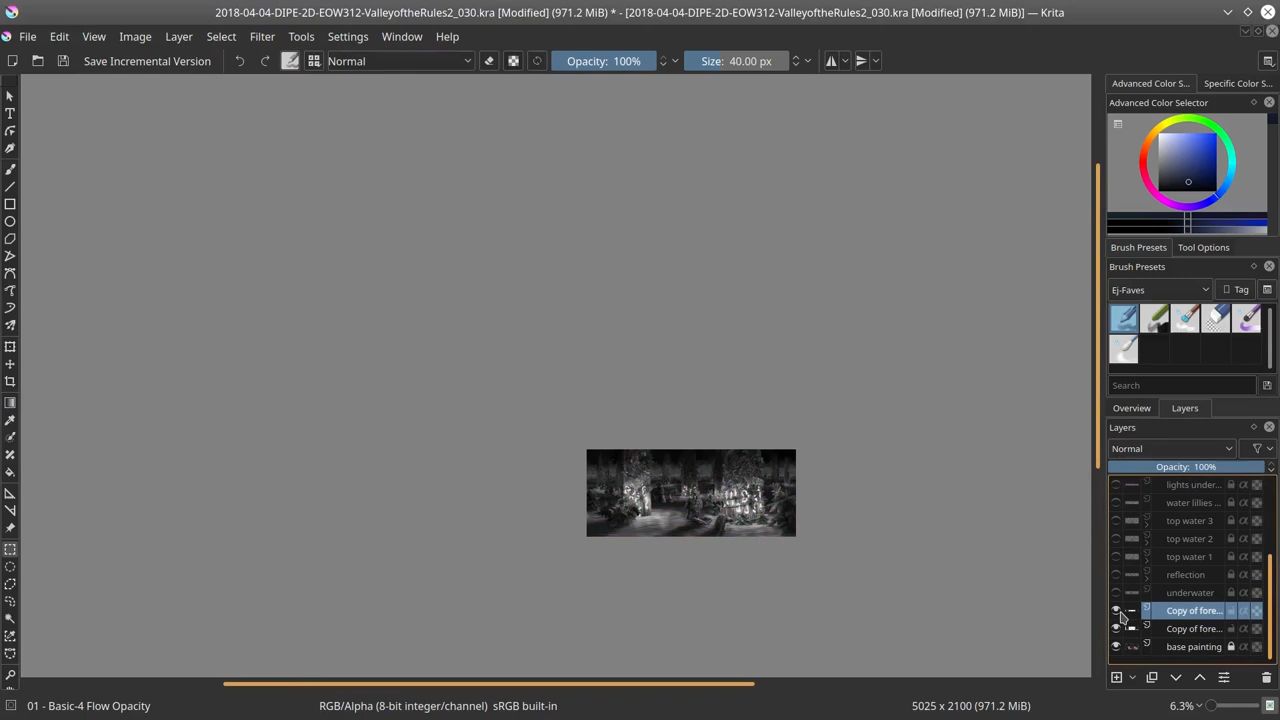 2018-04-04-DIPE-2D-EOW312-ValleyoftheRules2_030.kra [Modified] (971.2 MiB) * - [2018-04-04-DIPE-2D-EOW312-ValleyoftheRules2_030.kra [Modified] (971.2 MiB)] — Krita
File Edit View Image Layer Select Filter Tools Settings Window Help
Save Incremental Version Normal Opacity: 100% Size: 40.00 px
Advanced Color S... Specific Color S...
Advanced Color Selector
Brush Presets Tool Options
Brush Presets
Ej-Faves Tag
Search
Overview Layers
Layers
Normal
Opacity: 100%
lights under...
water lillies ...
top water 3
top water 2
top water 1
reflection
underwater
Copy of fore...
Copy of fore...
base painting
01 - Basic-4 Flow Opacity RGB/Alpha (8-bit integer/channel) sRGB built-in 5025 x 2100 (971.2 MiB) 6.3%